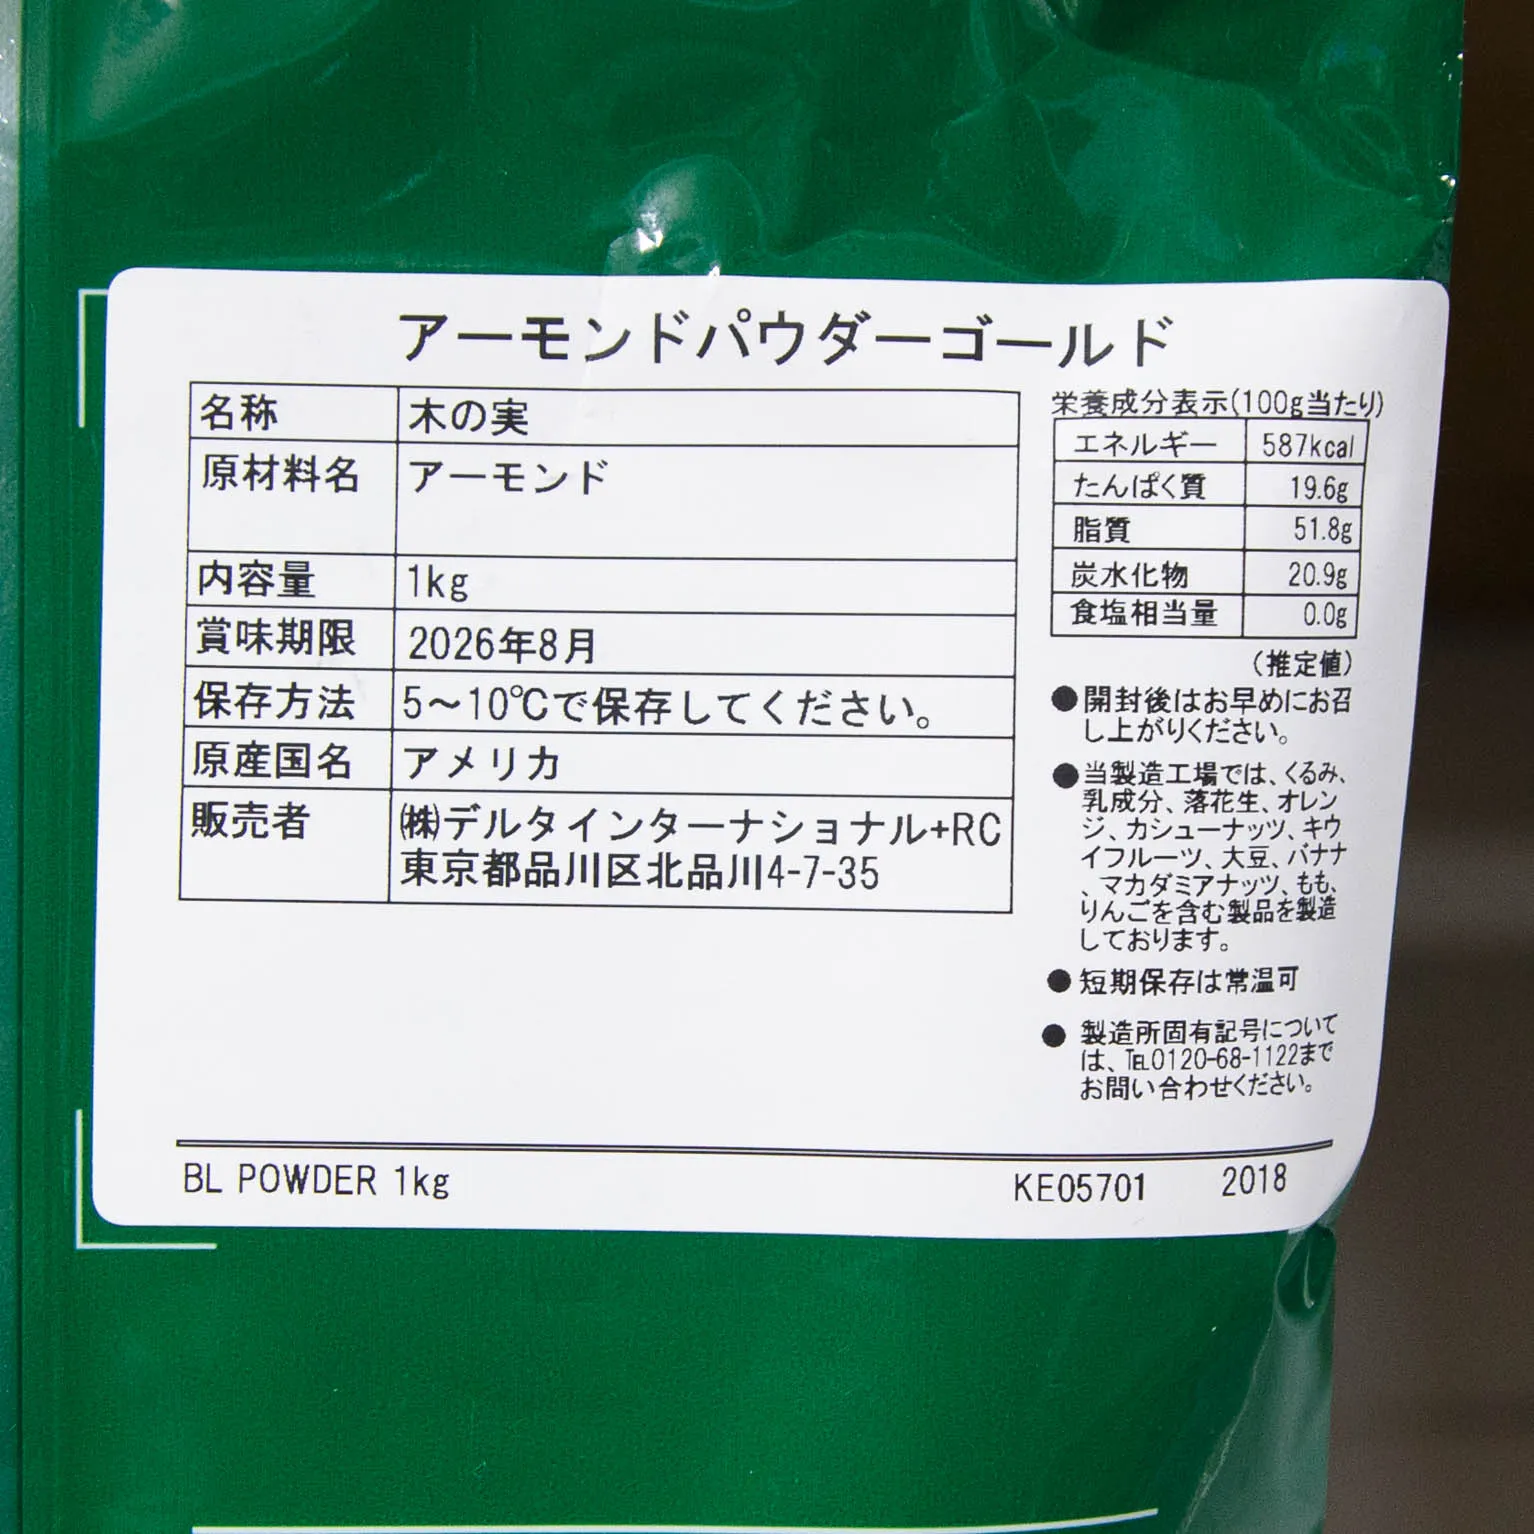 アーモンドパウダーゴールド
名称 木の実
原材料名 アーモンド
内容量 1kg
賞味期限 2026年8月
保存方法 5～10℃で保存してください。
原産国名 アメリカ
販売者 ㈱デルタインターナショナル+RC
東京都品川区北品川4-7-35
栄養成分表示(100g当たり)
エネルギー 587kcal
たんぱく質 19.6g
脂質 51.8g
炭水化物 20.9g
食塩相当量 0.0g
(推定値)
●開封後はお早めにお召
し上がりください。
●当製造工場では、くるみ、
乳成分、落花生、オレン
ジ、カシューナッツ、キウ
イフルーツ、大豆、バナナ
、マカダミアナッツ、もも、
りんごを含む製品を製造
しております。
●短期保存は常温可
●製造所固有記号について
は、℡0120-68-1122まで
お問い合わせください。
BL POWDER 1kg KE05701 2018